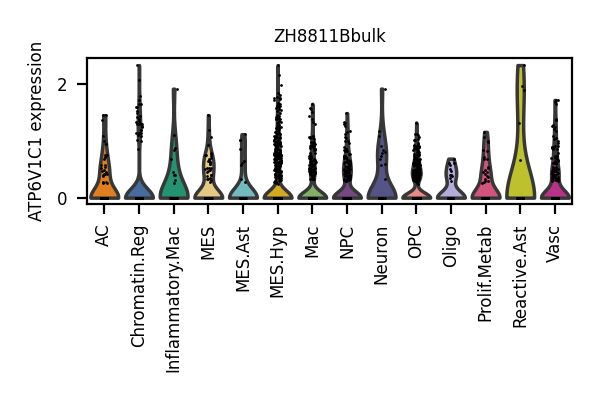 ZH8811Bbulk
ATP6V1C1 expression
2
0
AC
Chromatin.Reg
Inflammatory.Mac
MES
MES.Ast
MES.Hyp
Mac
NPC
Neuron
OPC
Oligo
Prolif.Metab
Reactive.Ast
Vasc